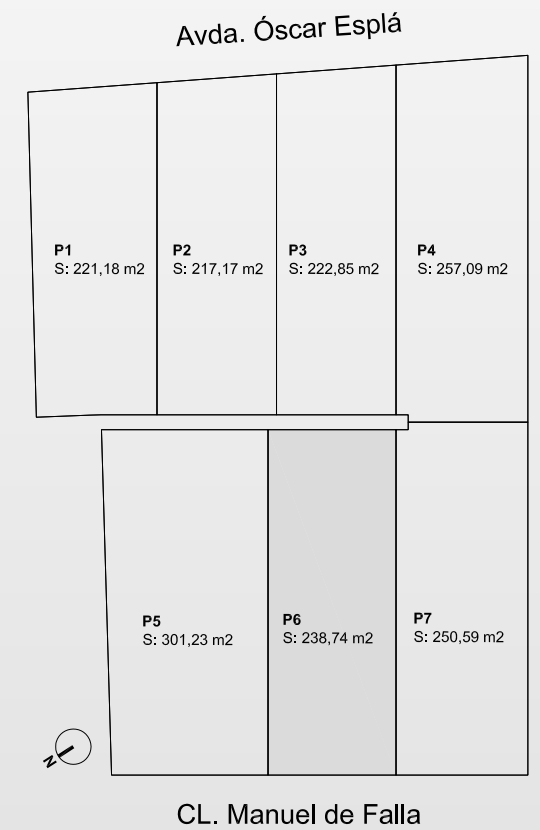 Avda. Óscar Esplá
P1
S: 221,18 m2
P2
S: 217,17 m2
P3
S: 222,85 m2
P4
S: 257,09 m2
P5
S: 301,23 m2
P6
S: 238,74 m2
P7
S: 250,59 m2
N
CL. Manuel de Falla